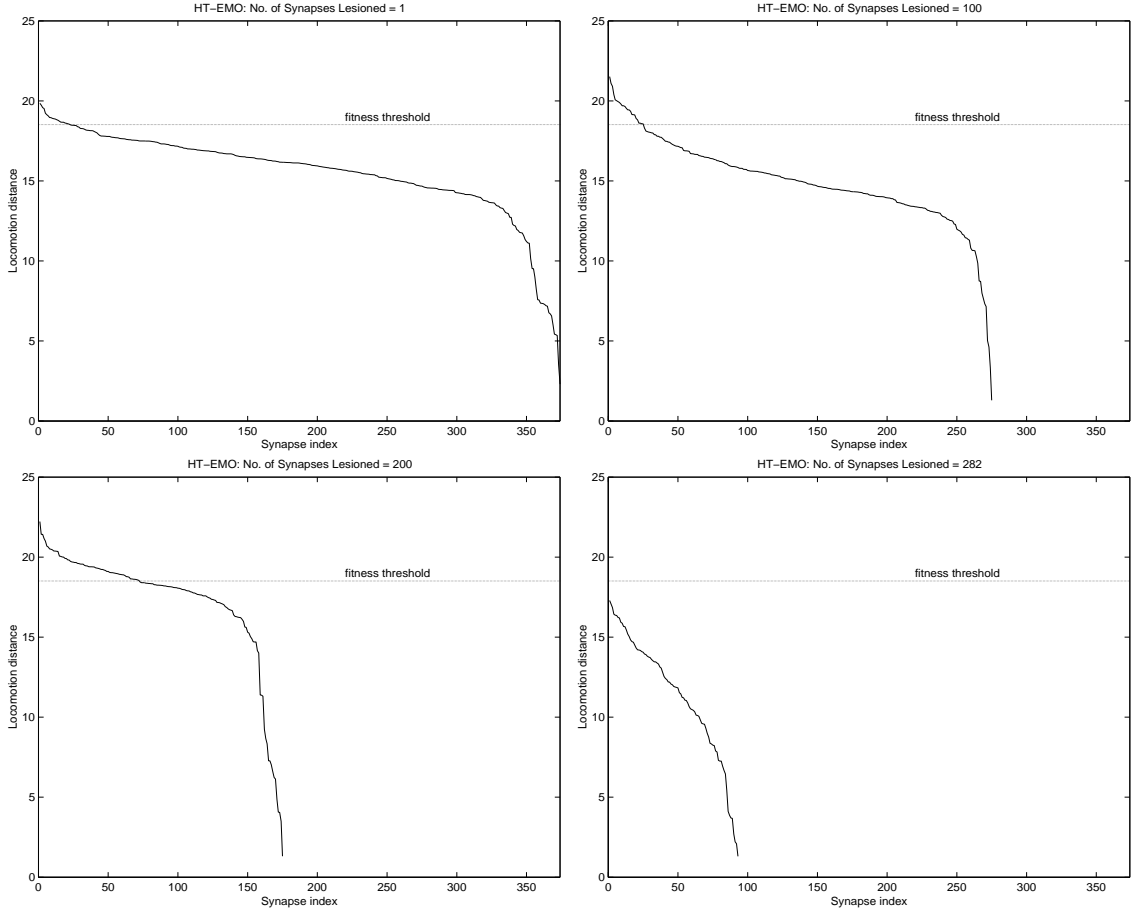 HT−EMO: No. of Synapses Lesioned = 1
25
20
15
10
5
0
Locomotion distance
fitness threshold
0 50 100 150 200 250 300 350
Synapse index
HT−EMO: No. of Synapses Lesioned = 100
25
20
15
10
5
0
Locomotion distance
fitness threshold
0 50 100 150 200 250 300 350
Synapse index
HT−EMO: No. of Synapses Lesioned = 200
25
20
15
10
5
0
Locomotion distance
fitness threshold
0 50 100 150 200 250 300 350
Synapse index
HT−EMO: No. of Synapses Lesioned = 282
25
20
15
10
5
0
Locomotion distance
fitness threshold
0 50 100 150 200 250 300 350
Synapse index